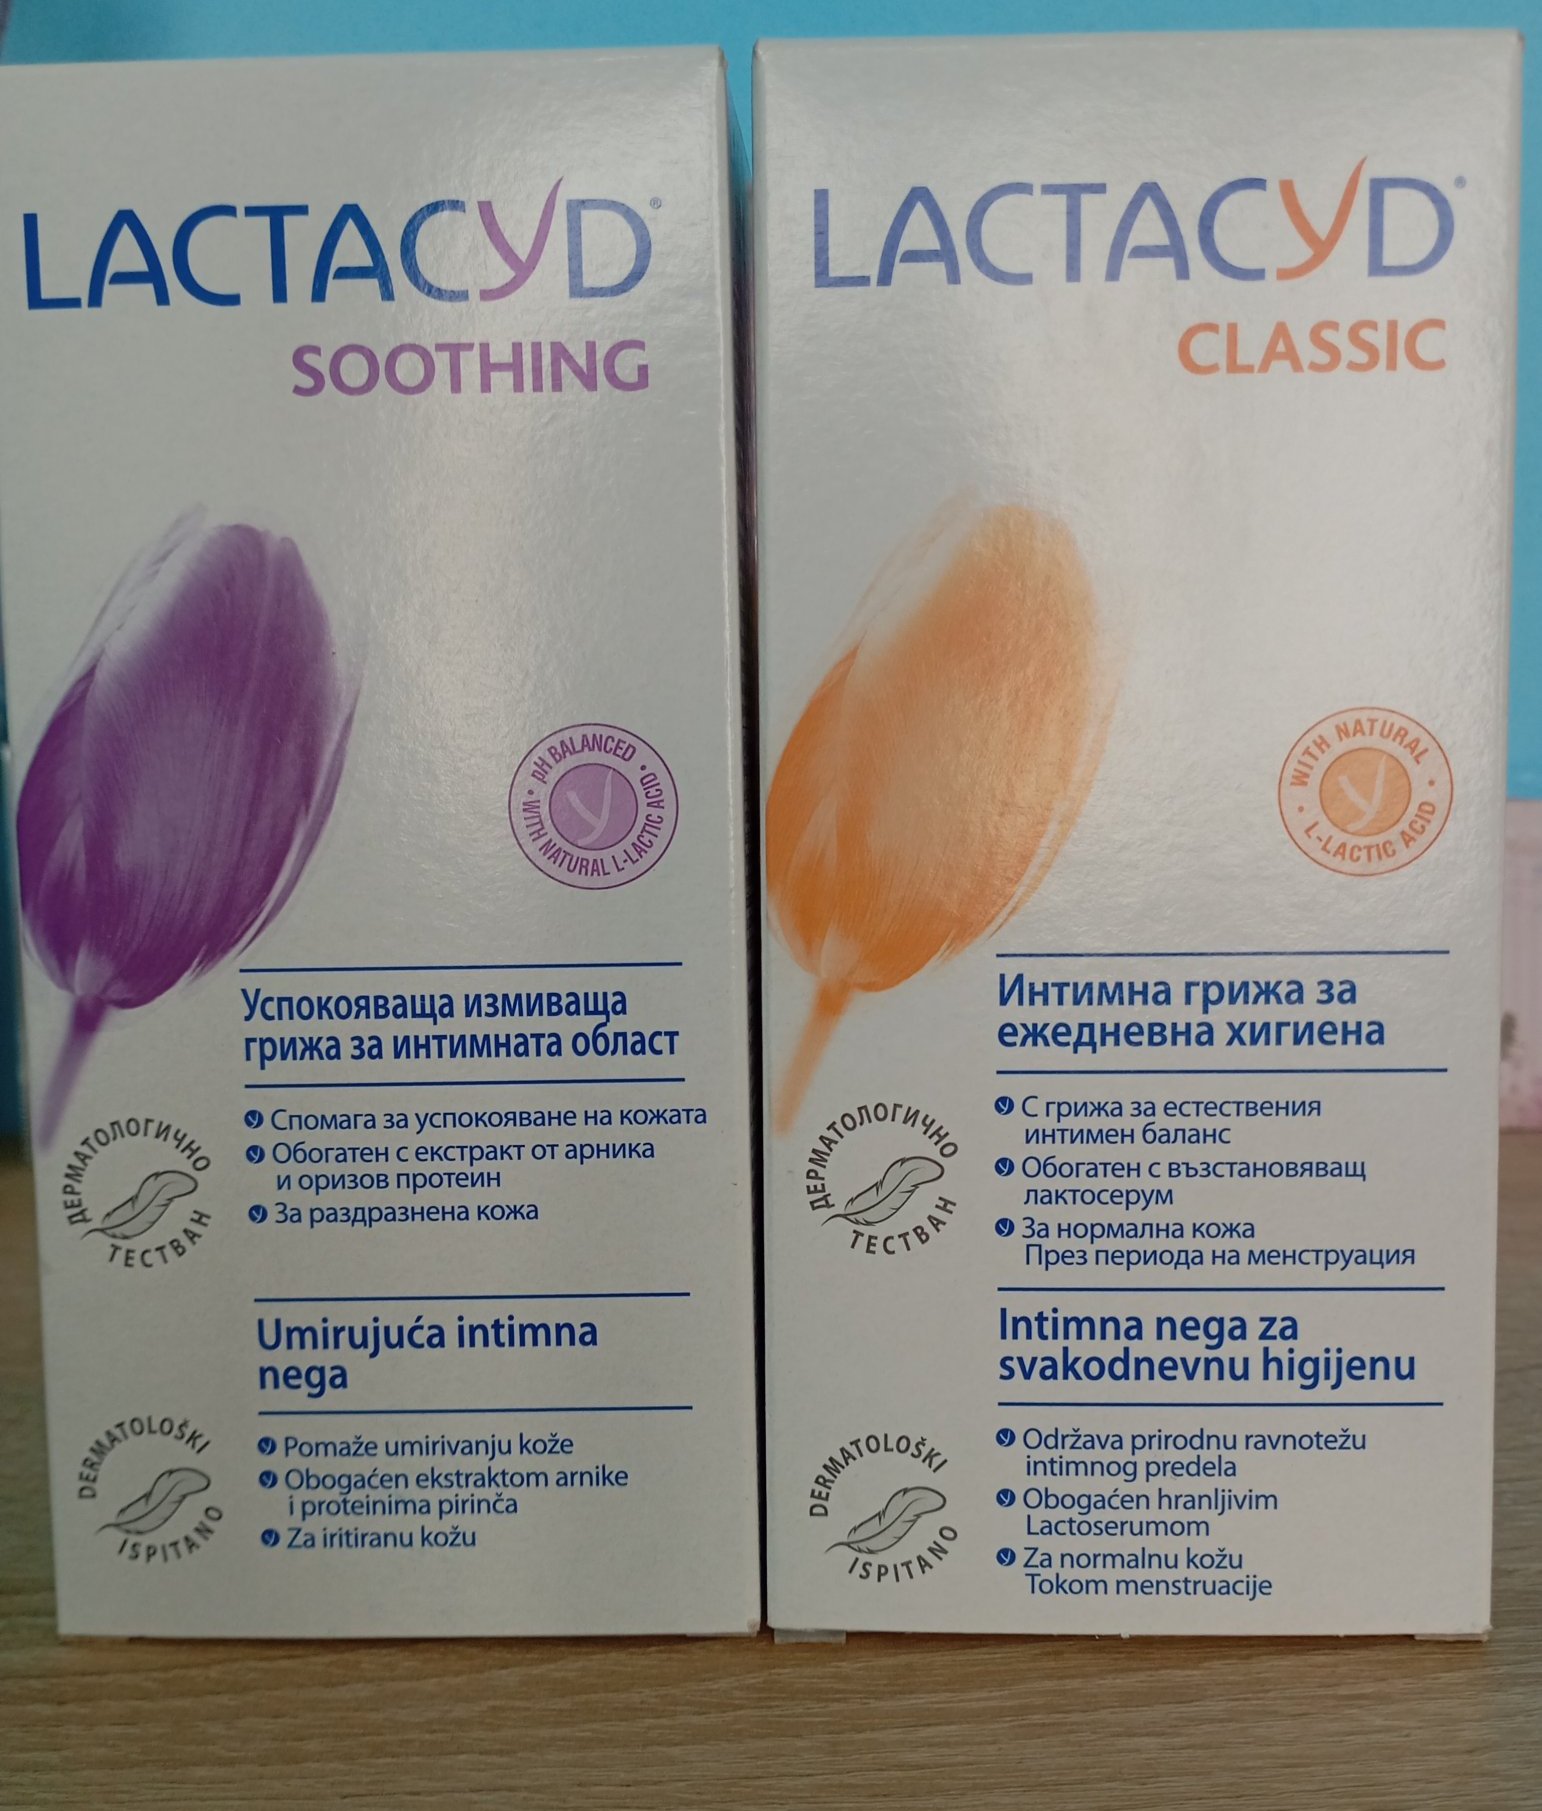 LACTACYD®
SOOTHING
pH BALANCED • WITH NATURAL L-LACTIC ACID •
Успокояваща измиваща
грижа за интимната област
Спомага за успокояване на кожата
Обогатен с екстракт от арника
и оризов протеин
За раздразнена кожа
ДЕРМАТОЛОГИЧНО
ТЕСТВАН
Umirujuća intimna
nega
Pomaže umirivanju kože
Obogaćen ekstraktom arnike
i proteinima pirinča
Za iritiranu kožu
DERMATOLOŠKI
ISPITANO
LACTACYD®
CLASSIC
WITH NATURAL • L-LACTIC ACID •
Интимна грижа за
ежедневна хигиена
С грижа за естествения
интимен баланс
Обогатен с възстановяващ
лактосерум
За нормална кожа
През периода на менструация
ДЕРМАТОЛОГИЧНО
ТЕСТВАН
Intimna nega za
svakodnevnu higijenu
Održava prirodnu ravnotežu
intimnog predela
Obogaćen hranljivim
Lactoserumom
Za normalnu kožu
Tokom menstruacije
DERMATOLOŠKI
ISPITANO